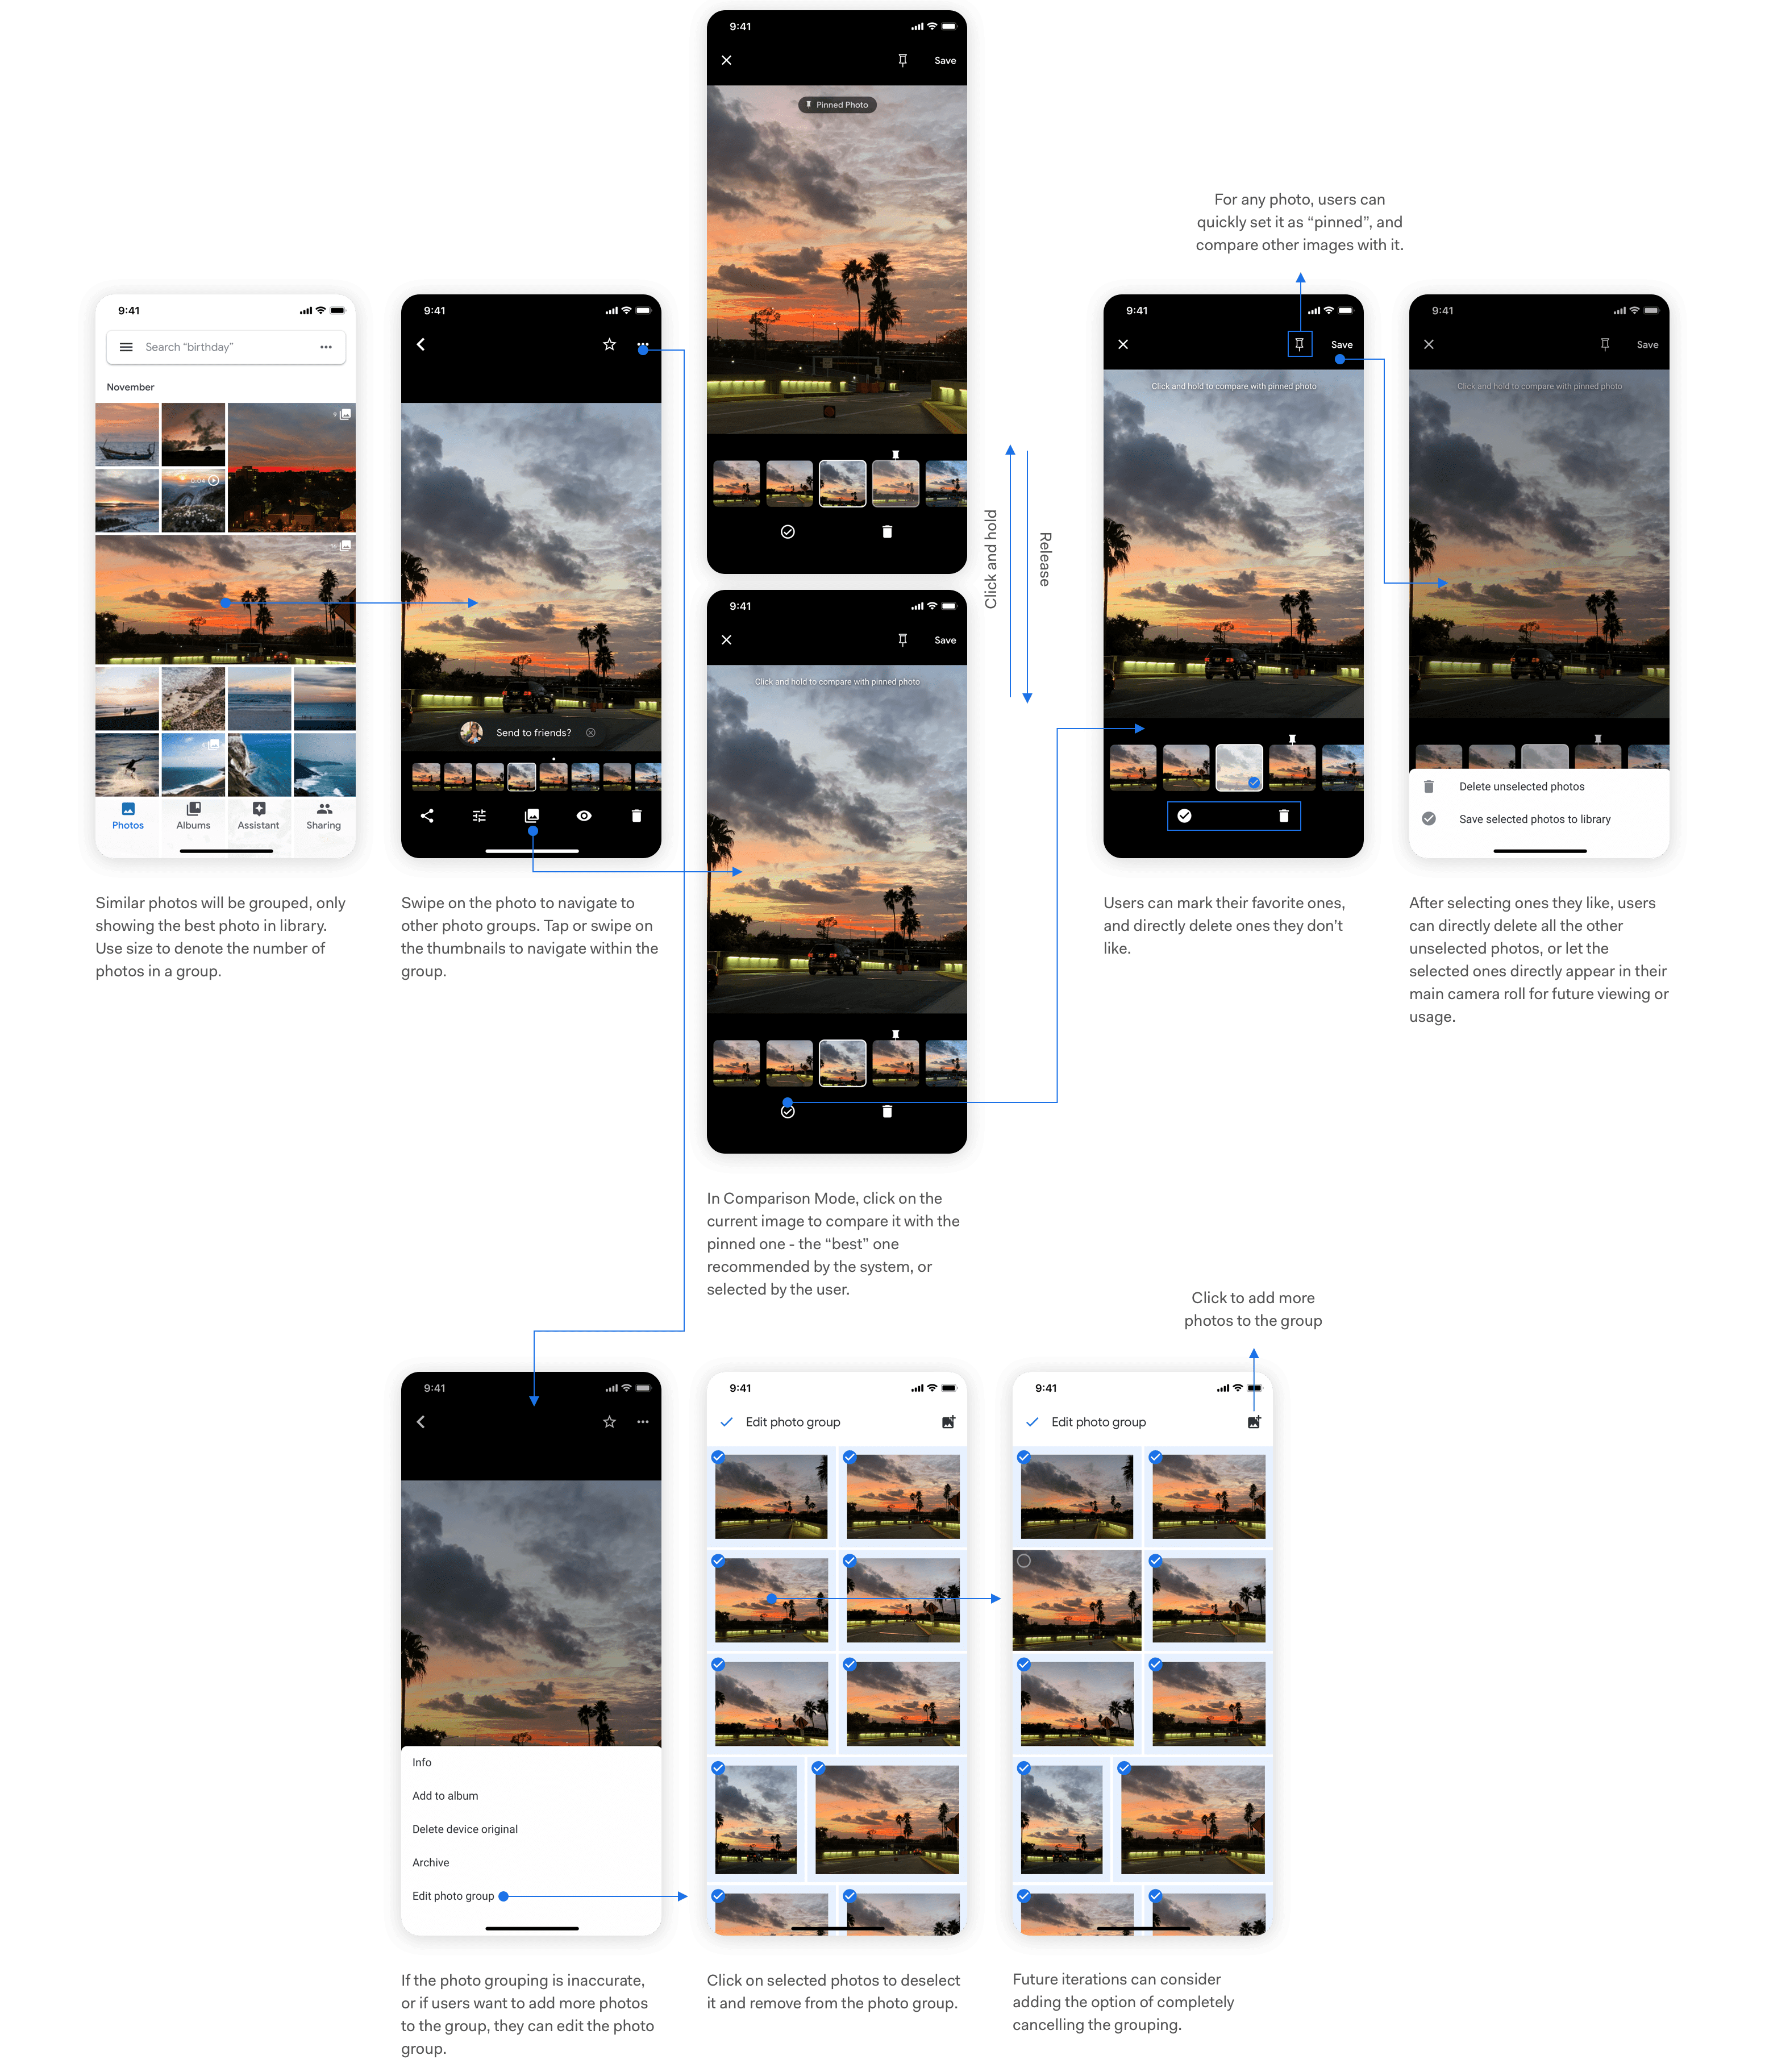 9:41
Save
Pinned Photo
For any photo, users can
quickly set it as “pinned”, and
compare other images with it.
9:41
Search “birthday”
November
9
0:04
Photos
Albums
Assistant
Sharing
Similar photos will be grouped, only
showing the best photo in library.
Use size to denote the number of
photos in a group.
9:41
Send to friends?
Swipe on the photo to navigate to
other photo groups. Tap or swipe on
the thumbnails to navigate within the
group.
Click and hold
Release
9:41
Save
Click and hold to compare with pinned photo
In Comparison Mode, click on the
current image to compare it with the
pinned one - the “best” one
recommended by the system, or
selected by the user.
9:41
Save
Click and hold to compare with pinned photo
Users can mark their favorite ones,
and directly delete ones they don’t
like.
9:41
Save
Click and hold to compare with pinned photo
Delete unselected photos
Save selected photos to library
After selecting ones they like, users
can directly delete all the other
unselected photos, or let the
selected ones directly appear in their
main camera roll for future viewing or
usage.
Click to add more
photos to the group
9:41
Info
Add to album
Delete device original
Archive
Edit photo group
If the photo grouping is inaccurate,
or if users want to add more photos
to the group, they can edit the photo
group.
9:41
Edit photo group
Click on selected photos to deselect
it and remove from the photo group.
9:41
Edit photo group
Future iterations can consider
adding the option of completely
cancelling the grouping.